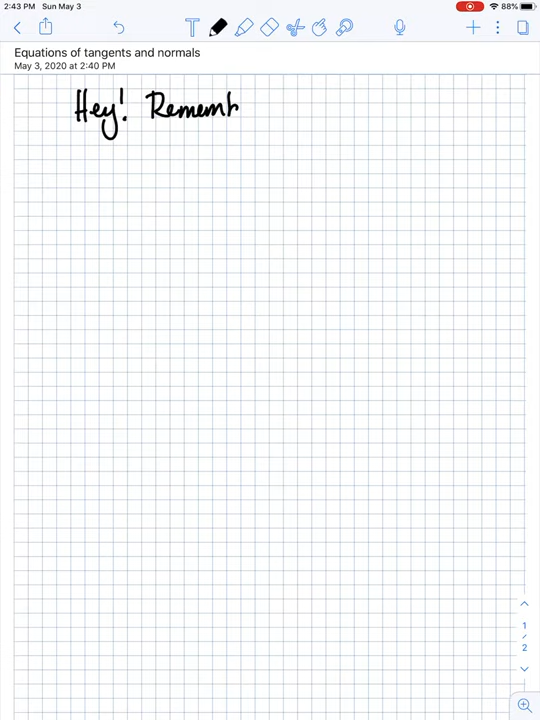 2:43 PM Sun May 3 88%
T
Equations of tangents and normals
May 3, 2020 at 2:40 PM
Hey! Rememb
1
2